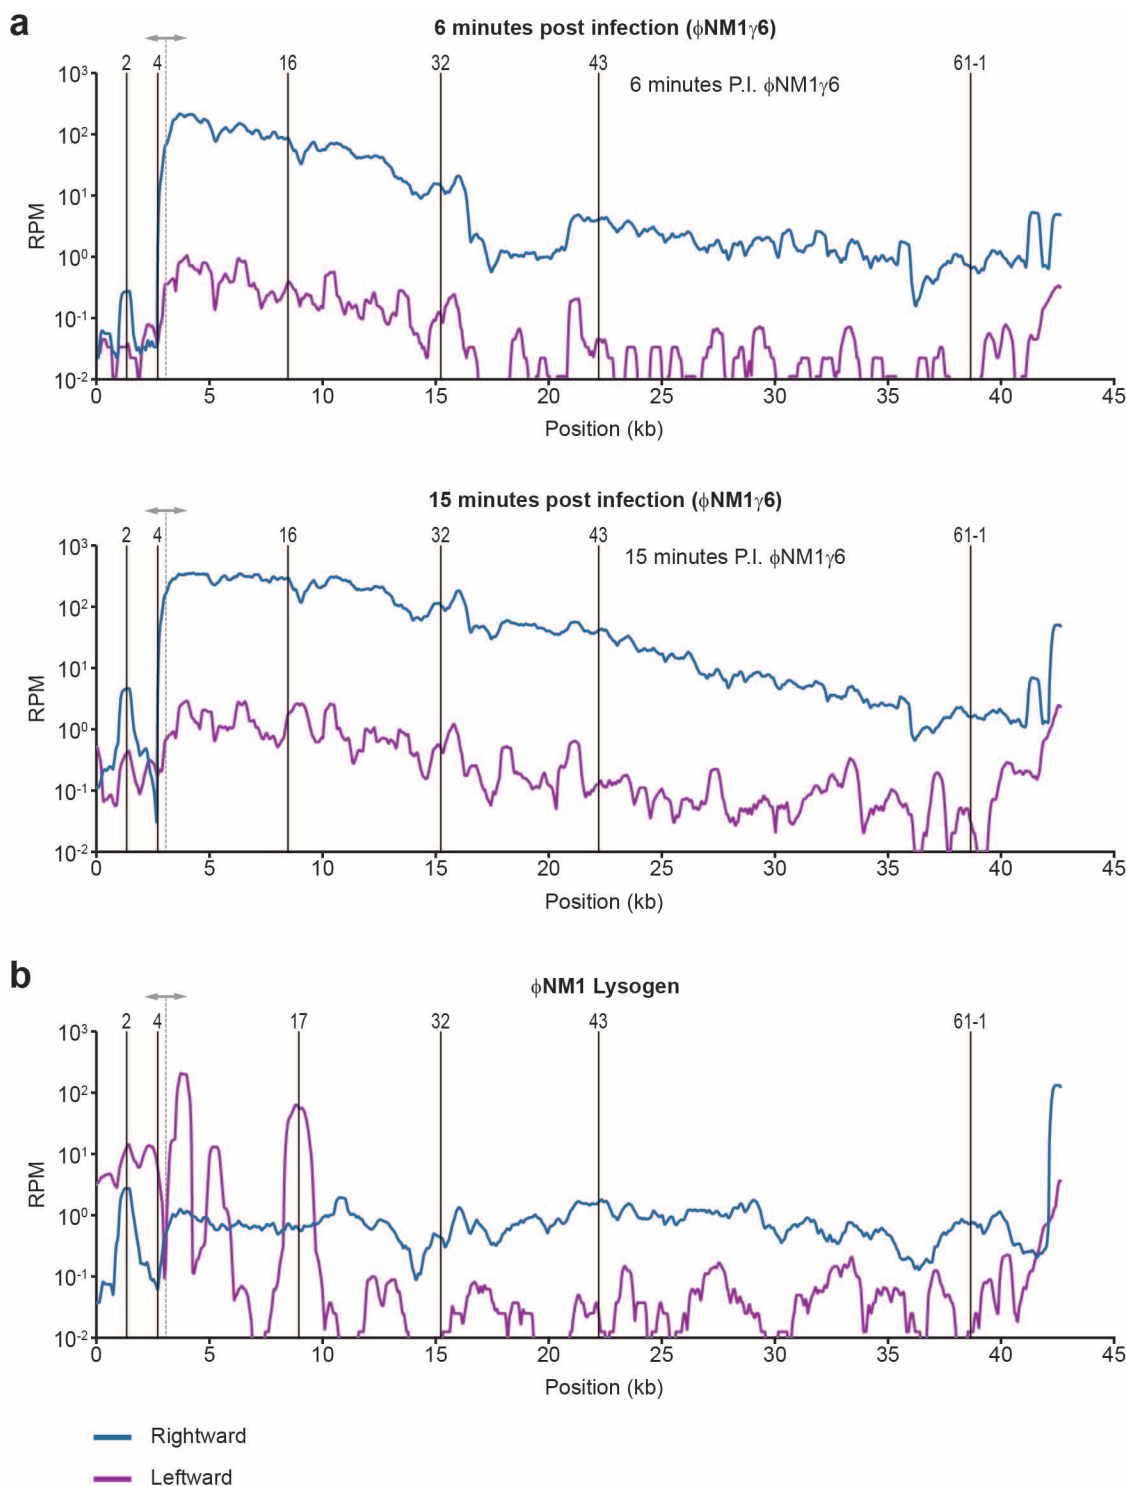 a
6 minutes post infection (ϕNM1γ6)
2 4 16 32 43 61-1
6 minutes P.I. ϕNM1γ6
10³
10²
10¹
10⁰
10⁻¹
10⁻²
RPM
0 5 10 15 20 25 30 35 40 45
Position (kb)
15 minutes post infection (ϕNM1γ6)
2 4 16 32 43 61-1
15 minutes P.I. ϕNM1γ6
10³
10²
10¹
10⁰
10⁻¹
10⁻²
RPM
0 5 10 15 20 25 30 35 40 45
Position (kb)
b
ϕNM1 Lysogen
2 4 17 32 43 61-1
10³
10²
10¹
10⁰
10⁻¹
10⁻²
RPM
0 5 10 15 20 25 30 35 40 45
Position (kb)
Rightward
Leftward